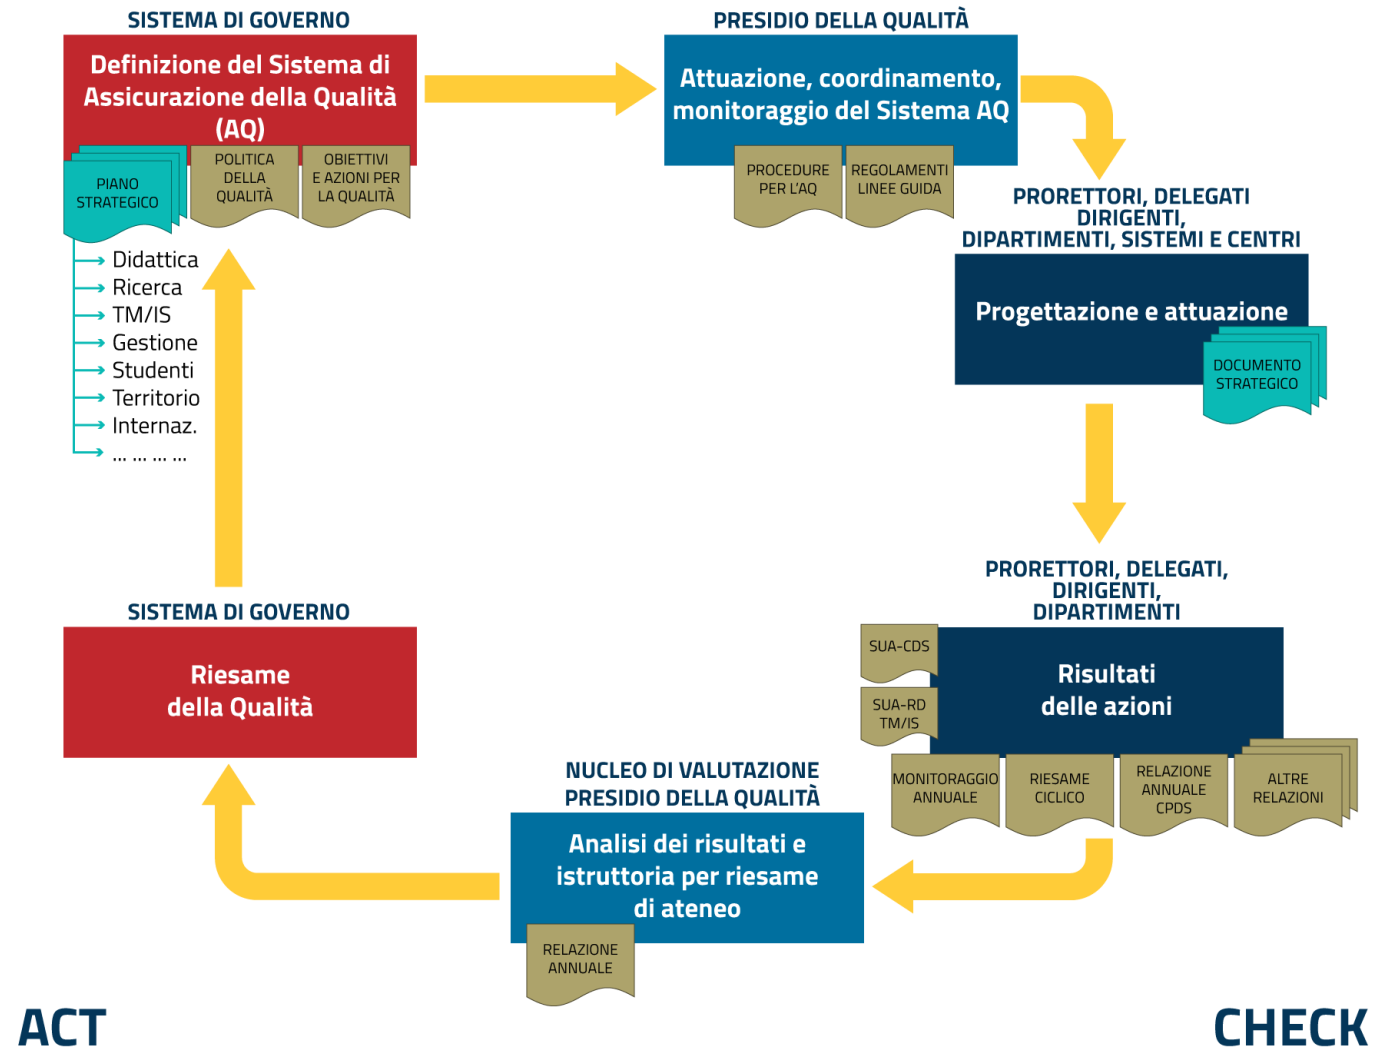 SISTEMA DI GOVERNO
Definizione del Sistema di
Assicurazione della Qualità
(AQ)
PIANO
STRATEGICO
POLITICA
DELLA
QUALITÀ
OBIETTIVI
E AZIONI PER
LA QUALITÀ
Didattica
Ricerca
TM/IS
Gestione
Studenti
Territorio
Internaz.
... ... ... ...
PRESIDIO DELLA QUALITÀ
Attuazione, coordinamento,
monitoraggio del Sistema AQ
PROCEDURE
PER L'AQ
REGOLAMENTI
LINEE GUIDA
PRORETTORI, DELEGATI
DIRIGENTI,
DIPARTIMENTI, SISTEMI E CENTRI
Progettazione e attuazione
DOCUMENTO
STRATEGICO
PRORETTORI, DELEGATI,
DIRIGENTI,
DIPARTIMENTI
Risultati
delle azioni
SUA-CDS
SUA-RD
TM/IS
MONITORAGGIO
ANNUALE
RIESAME
CICLICO
RELAZIONE
ANNUALE
CPDS
ALTRE
RELAZIONI
NUCLEO DI VALUTAZIONE
PRESIDIO DELLA QUALITÀ
Analisi dei risultati e
istruttoria per riesame
di ateneo
RELAZIONE
ANNUALE
SISTEMA DI GOVERNO
Riesame
della Qualità
ACT
CHECK